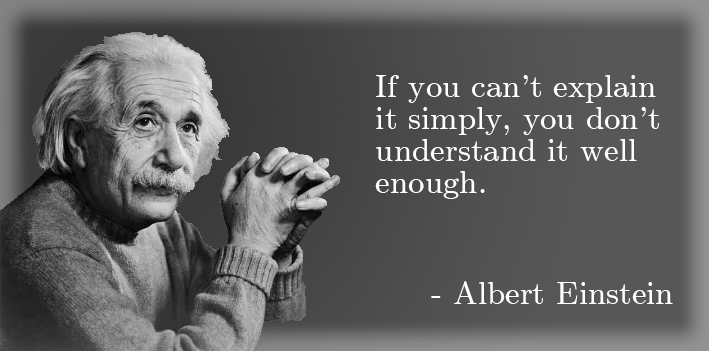 If you can't explain
it simply, you don't
understand it well
enough.
- Albert Einstein